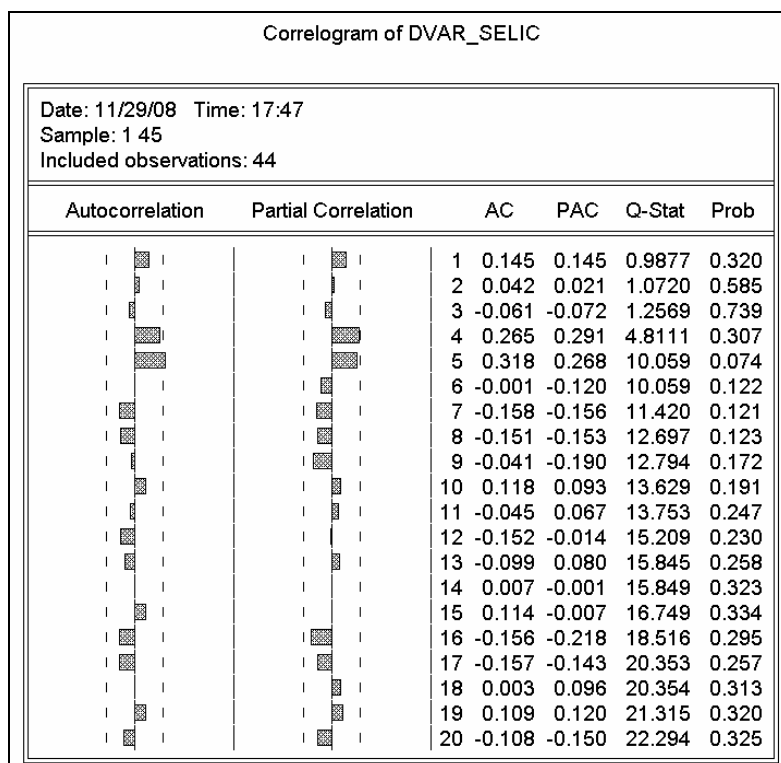 Correlogram of DVAR_SELIC
Date: 11/29/08 Time: 17:47
Sample: 1 45
Included observations: 44
Autocorrelation Partial Correlation AC PAC Q-Stat Prob
1 0.145 0.145 0.9877 0.320
2 0.042 0.021 1.0720 0.585
3 -0.061 -0.072 1.2569 0.739
4 0.265 0.291 4.8111 0.307
5 0.318 0.268 10.059 0.074
6 -0.001 -0.120 10.059 0.122
7 -0.158 -0.156 11.420 0.121
8 -0.151 -0.153 12.697 0.123
9 -0.041 -0.190 12.794 0.172
10 0.118 0.093 13.629 0.191
11 -0.045 0.067 13.753 0.247
12 -0.152 -0.014 15.209 0.230
13 -0.099 0.080 15.845 0.258
14 0.007 -0.001 15.849 0.323
15 0.114 -0.007 16.749 0.334
16 -0.156 -0.218 18.516 0.295
17 -0.157 -0.143 20.353 0.257
18 0.003 0.096 20.354 0.313
19 0.109 0.120 21.315 0.320
20 -0.108 -0.150 22.294 0.325